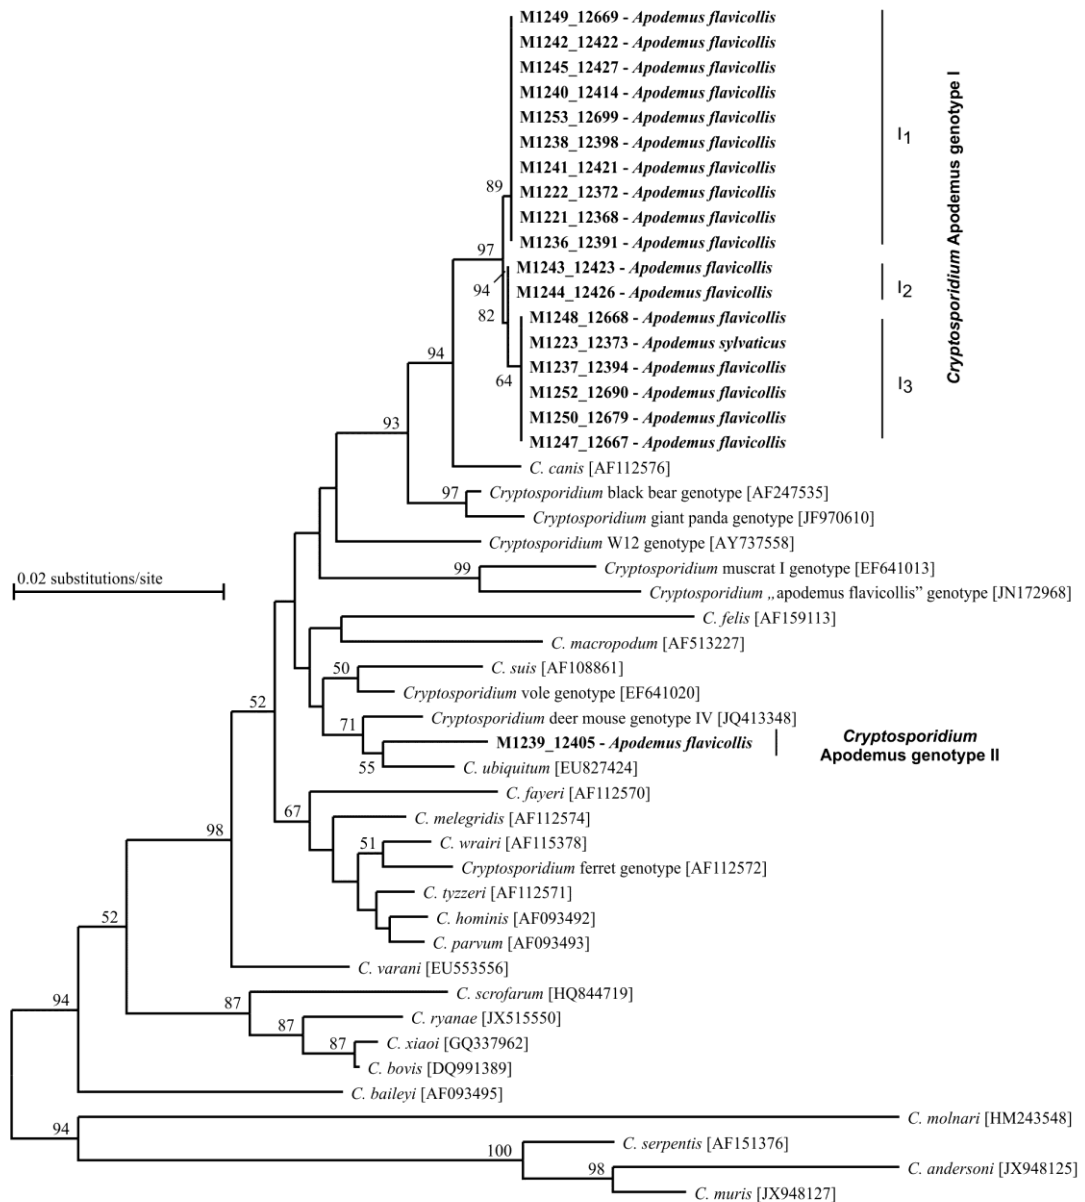 M1249_12669 - Apodemus flavicollis
M1242_12422 - Apodemus flavicollis
M1245_12427 - Apodemus flavicollis
M1240_12414 - Apodemus flavicollis
M1253_12699 - Apodemus flavicollis
M1238_12398 - Apodemus flavicollis
M1241_12421 - Apodemus flavicollis
M1222_12372 - Apodemus flavicollis
M1221_12368 - Apodemus flavicollis
M1236_12391 - Apodemus flavicollis
I1
89
97
M1243_12423 - Apodemus flavicollis
M1244_12426 - Apodemus flavicollis
I2
94
82
M1248_12668 - Apodemus flavicollis
M1223_12373 - Apodemus sylvaticus
M1237_12394 - Apodemus flavicollis
M1252_12690 - Apodemus flavicollis
M1250_12679 - Apodemus flavicollis
M1247_12667 - Apodemus flavicollis
I3
64
Cryptosporidium Apodemus genotype I
94
93
C. canis [AF112576]
97
Cryptosporidium black bear genotype [AF247535]
Cryptosporidium giant panda genotype [JF970610]
Cryptosporidium W12 genotype [AY737558]
0.02 substitutions/site
99
Cryptosporidium muscrat I genotype [EF641013]
Cryptosporidium „apodemus flavicollis” genotype [JN172968]
C. felis [AF159113]
C. macropodum [AF513227]
50
C. suis [AF108861]
Cryptosporidium vole genotype [EF641020]
52
71
Cryptosporidium deer mouse genotype IV [JQ413348]
M1239_12405 - Apodemus flavicollis
Cryptosporidium
Apodemus genotype II
55
C. ubiquitum [EU827424]
C. fayeri [AF112570]
67
C. melegridis [AF112574]
98
51
C. wrairi [AF115378]
Cryptosporidium ferret genotype [AF112572]
C. tyzzeri [AF112571]
C. hominis [AF093492]
C. parvum [AF093493]
52
C. varani [EU553556]
94
87
C. scrofarum [HQ844719]
87
C. ryanae [JX515550]
87
C. xiaoi [GQ337962]
C. bovis [DQ991389]
C. baileyi [AF093495]
94
C. molnari [HM243548]
100
C. serpentis [AF151376]
98
C. andersoni [JX948125]
C. muris [JX948127]